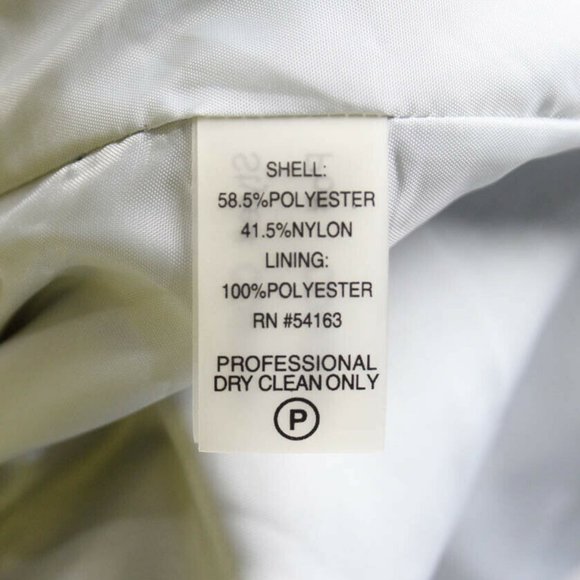 SHELL:
58.5%POLYESTER
41.5%NYLON
LINING:
100%POLYESTER
RN #54163
PROFESSIONAL
DRY CLEAN ONLY
P